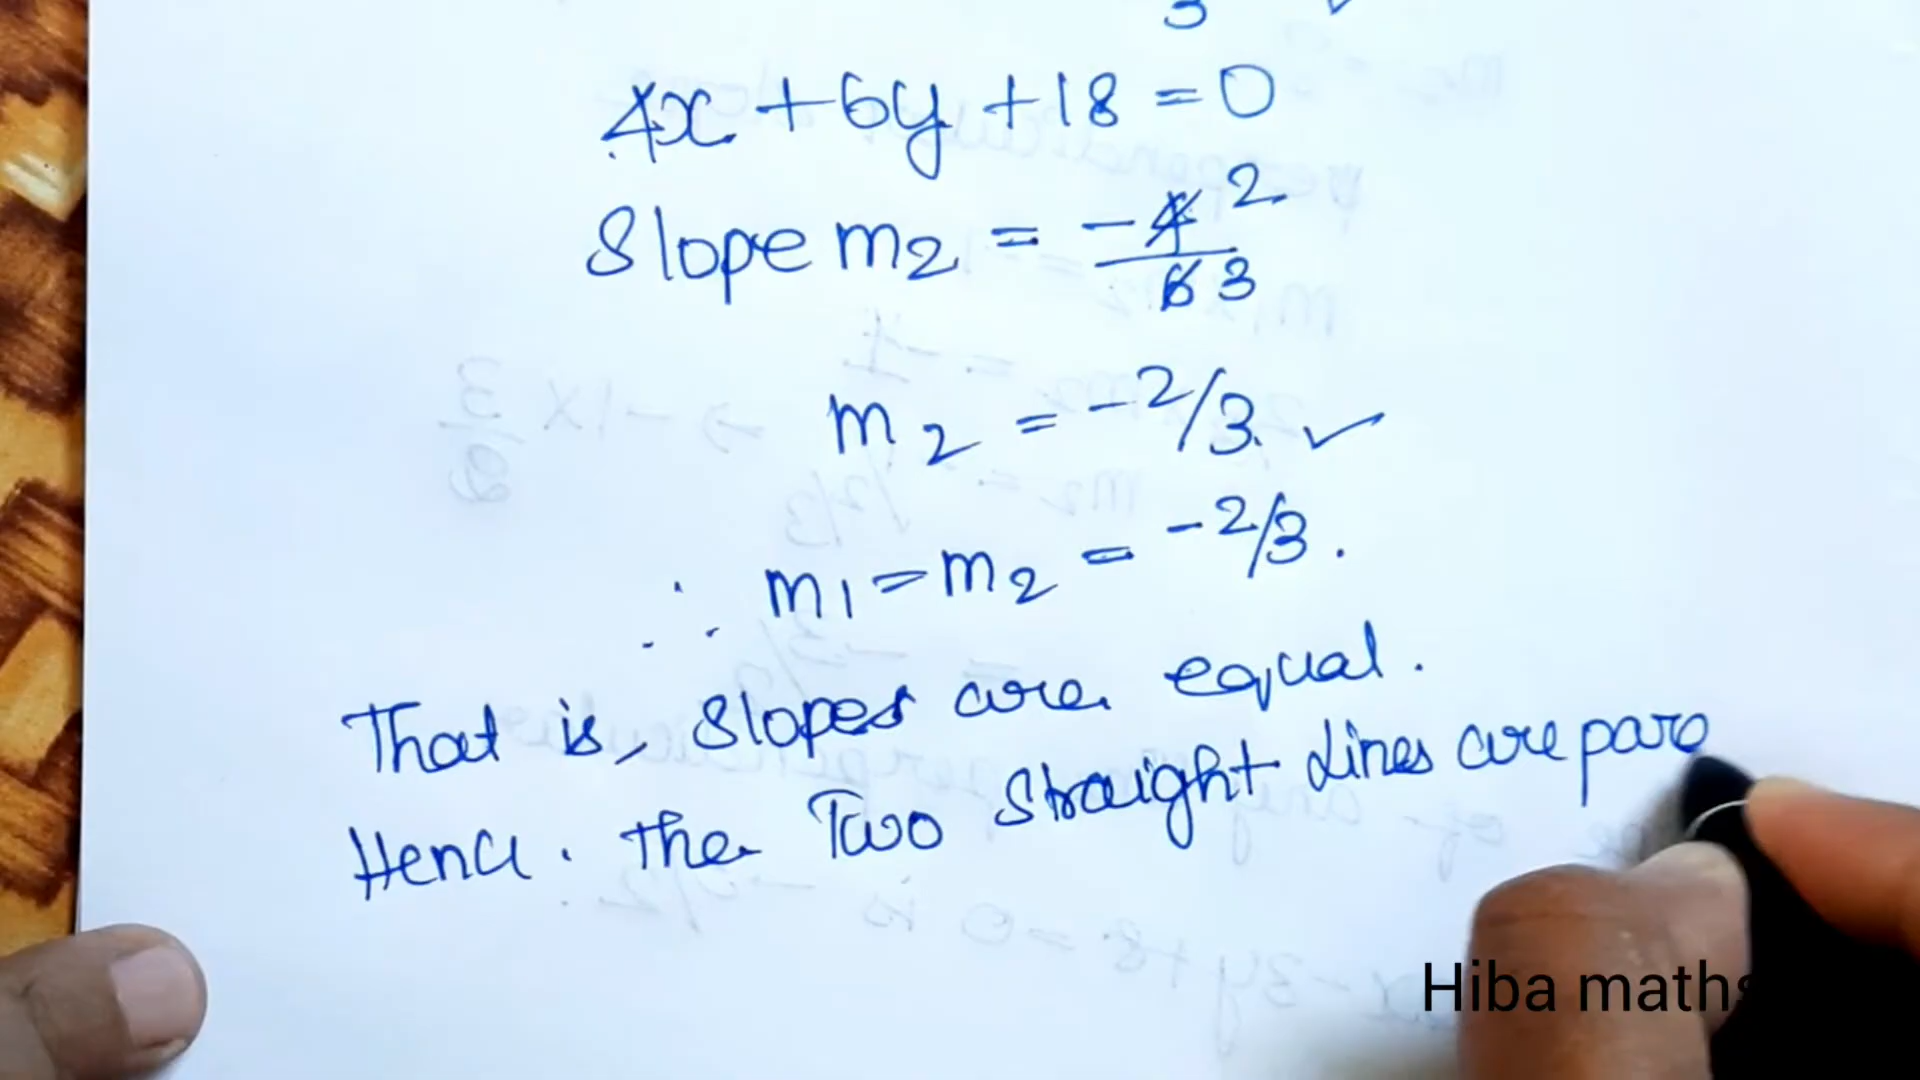 3 ✓
4x + 6y + 18 = 0
Slope m2 = -4 2 / 6 3
m2 = -2/3. ✓
∴ m1 = m2 = -2/3.
That is, slopes are equal.
Hence. the Two straight Lines are para
Hiba maths